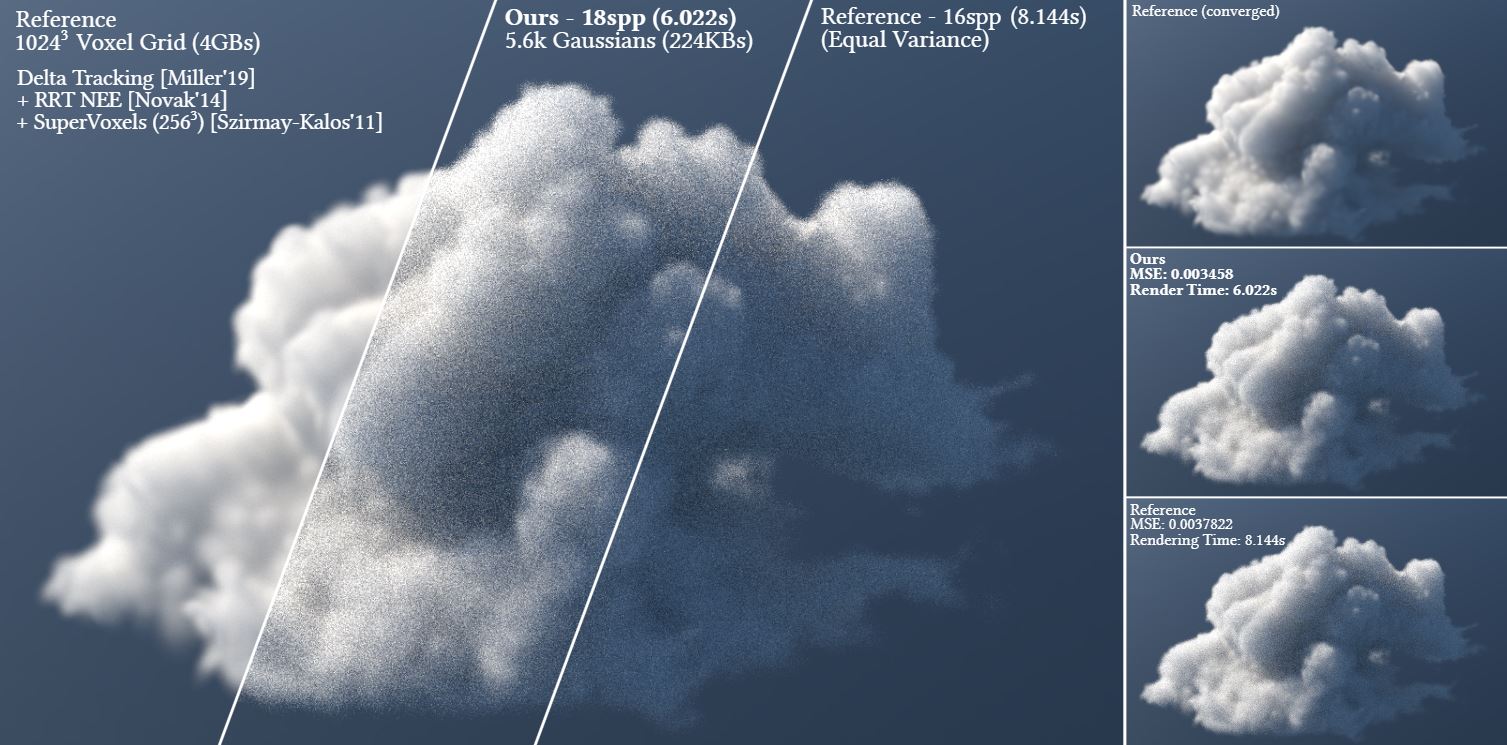 Reference
1024³ Voxel Grid (4GBs)
Delta Tracking [Miller'19]
+ RRT NEE [Novak'14]
+ SuperVoxels (256³) [Szirmay-Kalos'11]
Ours - 18spp (6.022s)
5.6k Gaussians (224KBs)
Reference - 16spp (8.144s)
(Equal Variance)
Reference (converged)
Ours
MSE: 0.003458
Render Time: 6.022s
Reference
MSE: 0.0037822
Rendering Time: 8.144s